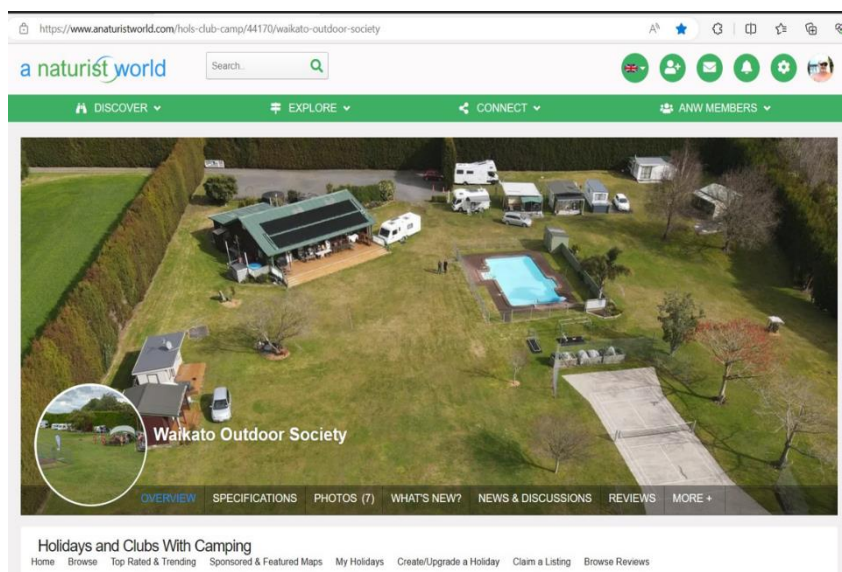 https://www.anaturistworld.com/hols-club-camp/44170/waikato-outdoor-society
a naturist world
Search..
DISCOVER
EXPLORE
CONNECT
ANW MEMBERS
Waikato Outdoor Society
OVERVIEW SPECIFICATIONS PHOTOS (7) WHAT'S NEW? NEWS & DISCUSSIONS REVIEWS MORE +
Holidays and Clubs With Camping
Home Browse Top Rated & Trending Sponsored & Featured Maps My Holidays Create/Upgrade a Holiday Claim a Listing Browse Reviews